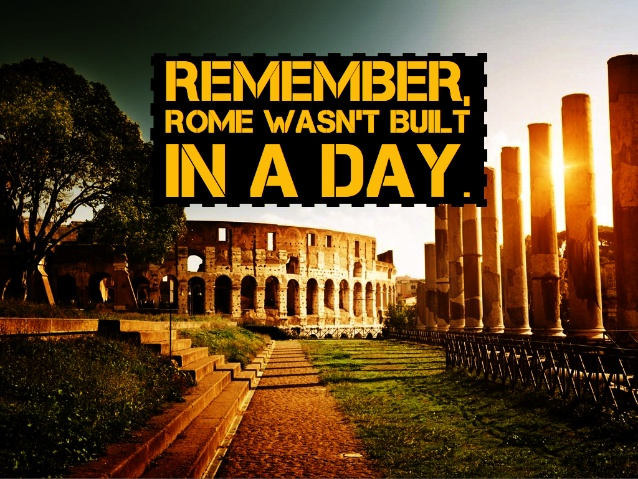 REMEMBER,
ROME WASN'T BUILT
IN A DAY.